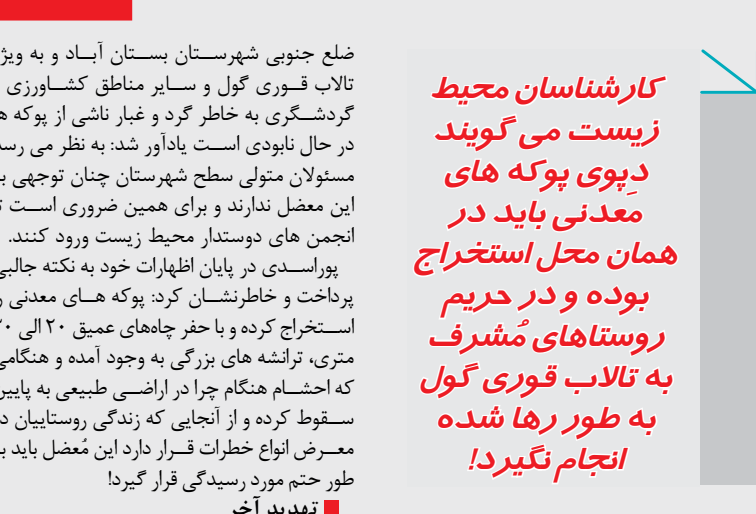 کارشناسان محیط
زیست می گویند
دپوی پوکه های
معدنی باید در
همان محل استخراج
بوده و در حریم
روستاهای مُشرف
به تالاب قوری گول
به طور رها شده
انجام نگیرد!
ضلع جنوبی شهرستان بستان آباد و به ویژ
تالاب قوری گول و سایر مناطق کشاورزی
گردشگری به خاطر گرد و غبار ناشی از پوکه ه
در حال نابودی است یادآور شد: به نظر می رسد
مسئولان متولی سطح شهرستان چنان توجهی ب
این معضل ندارند و برای همین ضروری است ت
انجمن های دوستدار محیط زیست ورود کنند.
پوراسدی در پایان اظهارات خود به نکته جالبی
پرداخت و خاطرنشان کرد: پوکه های معدنی ر
استخراج کرده و با حفر چاه‌های عمیق ۲۰ الی ۳۰
متری، ترانشه های بزرگی به وجود آمده و هنگامی
که احشام هنگام چرا در اراضی طبیعی به پایین
سقوط کرده و از آنجایی که زندگی روستاییان د
معرض انواع خطرات قرار دارد این مُعضل باید ب
طور حتم مورد رسیدگی قرار گیرد!
تهدید آخر